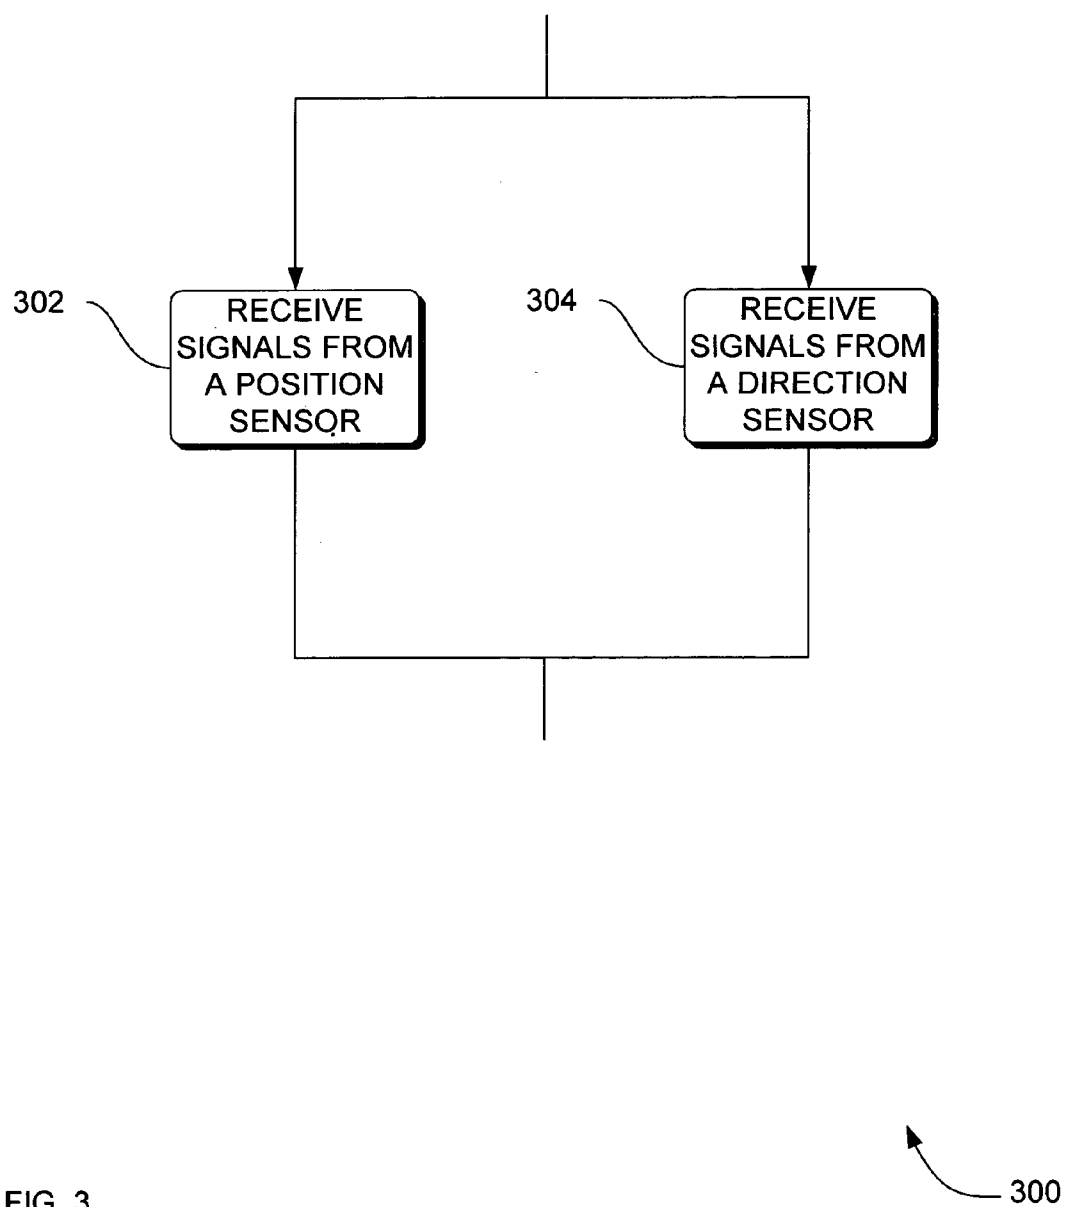 302
RECEIVE
SIGNALS FROM
A POSITION
SENSOR
304
RECEIVE
SIGNALS FROM
A DIRECTION
SENSOR
300
FIG. 3